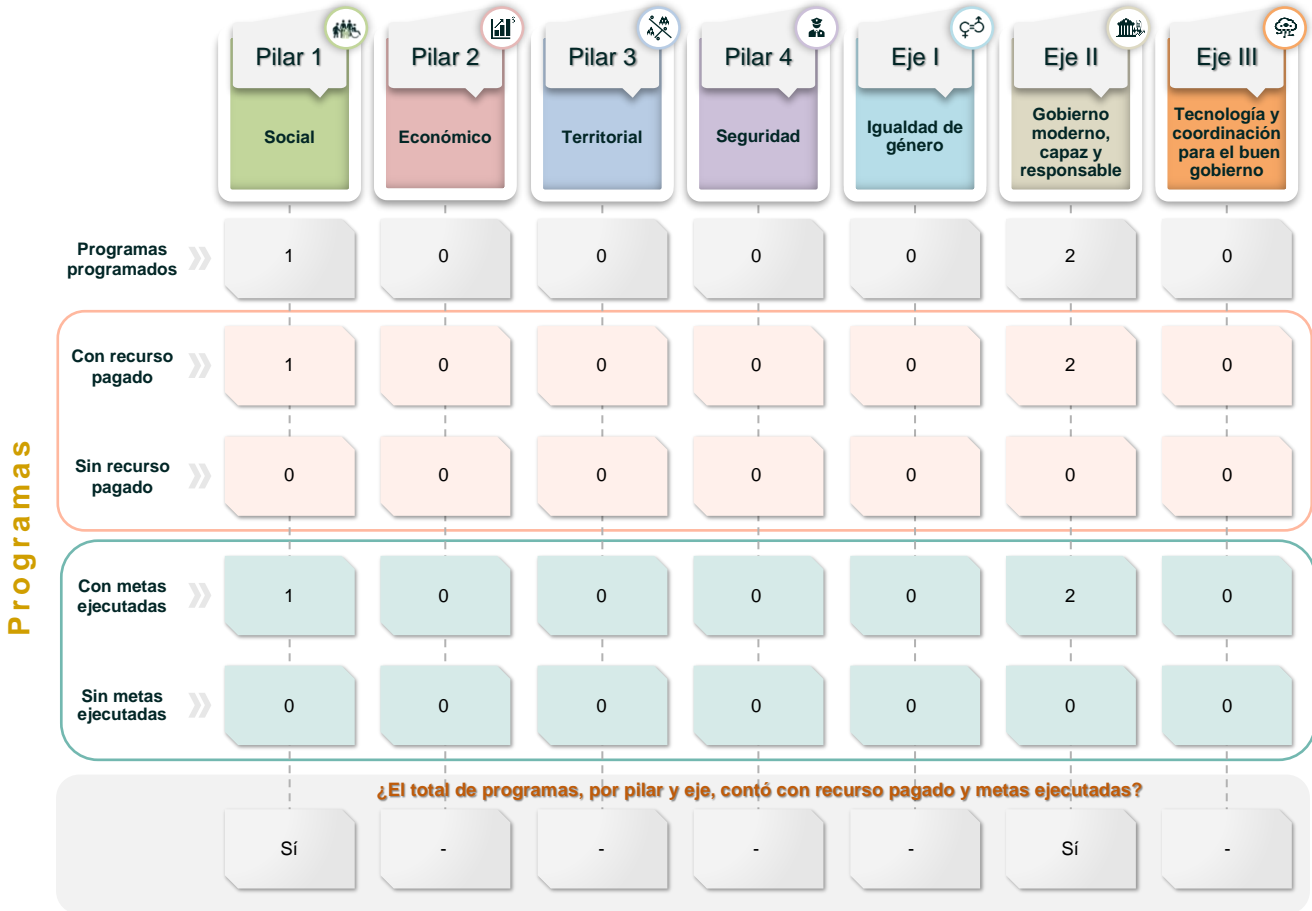 Pilar 1
Pilar 2
Pilar 3
Pilar 4
Eje I
Eje II
Eje III
Social
Económico
Territorial
Seguridad
Igualdad de
género
Gobierno
moderno,
capaz y
responsable
Tecnología y
coordinación
para el buen
gobierno
Programas
Programas
programados
1 0 0 0 0 2 0
Con recurso
pagado
1 0 0 0 0 2 0
Sin recurso
pagado
0 0 0 0 0 0 0
Con metas
ejecutadas
1 0 0 0 0 2 0
Sin metas
ejecutadas
0 0 0 0 0 0 0
¿El total de programas, por pilar y eje, contó con recurso pagado y metas ejecutadas?
Sí - - - - Sí -